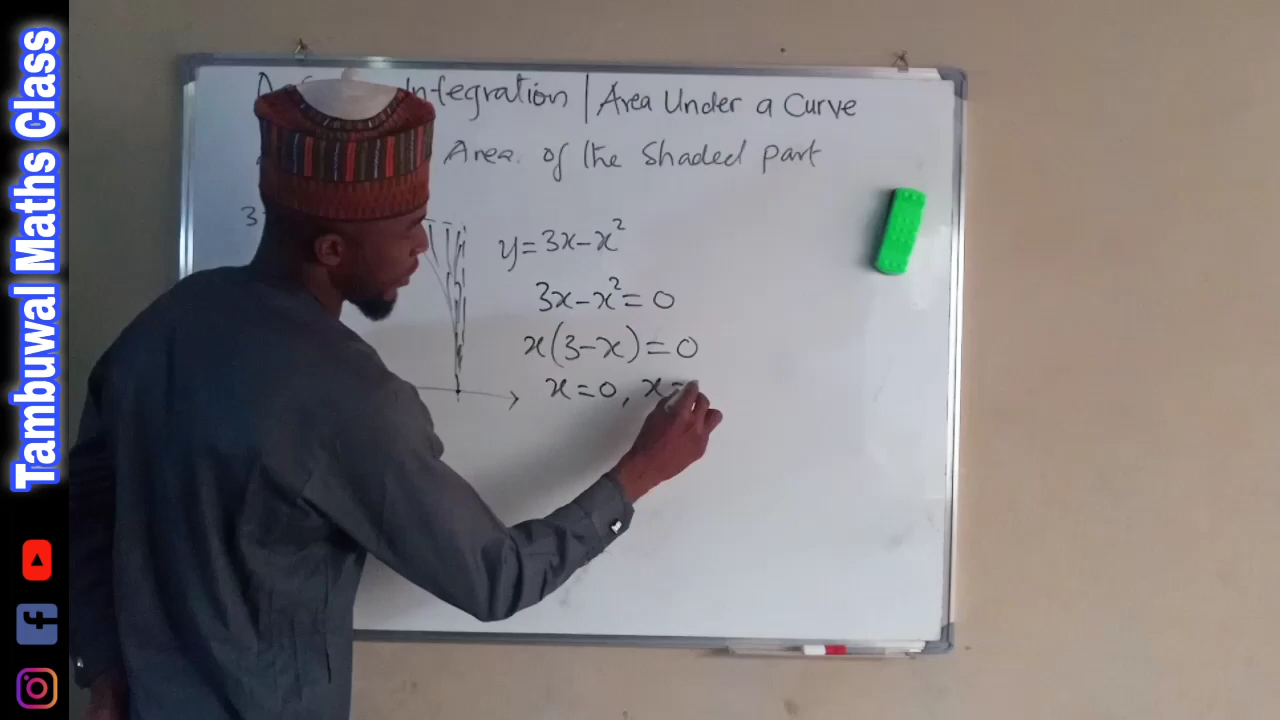 Tambuwal Maths Class
Integration | Area Under a Curve
Area of the Shaded part
y=3x-x²
3x-x²=0
x(3-x)=0
x=0, x=